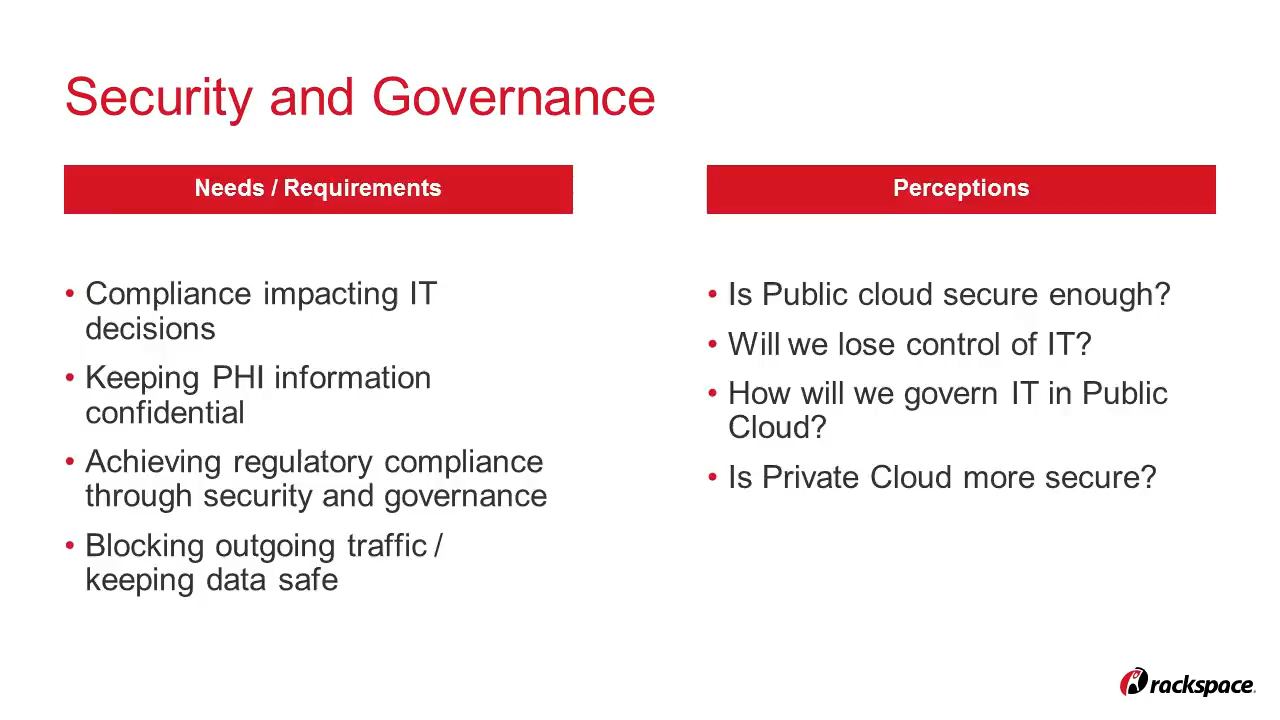 Security and Governance
Needs / Requirements
• Compliance impacting IT
decisions
• Keeping PHI information
confidential
• Achieving regulatory compliance
through security and governance
• Blocking outgoing traffic /
keeping data safe
Perceptions
• Is Public cloud secure enough?
• Will we lose control of IT?
• How will we govern IT in Public
Cloud?
• Is Private Cloud more secure?
rackspace.